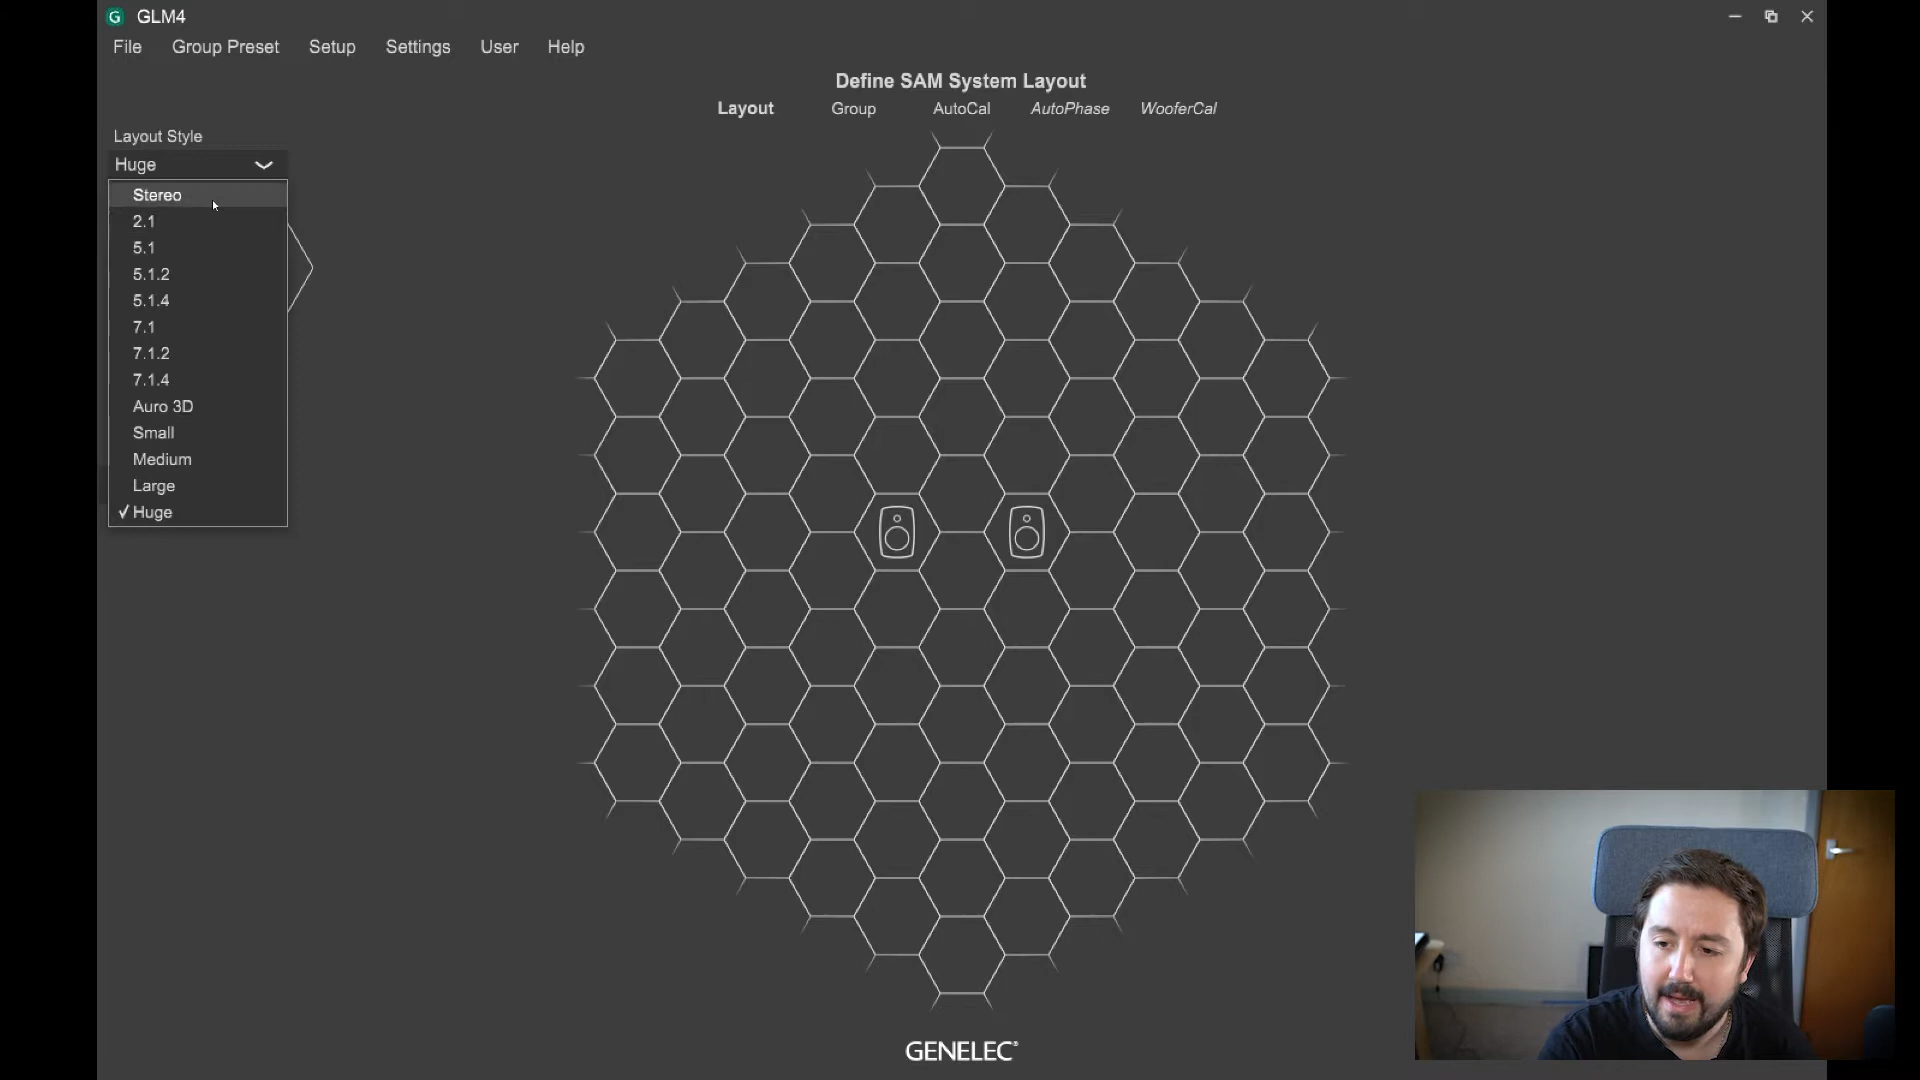 GLM4
File Group Preset Setup Settings User Help
Define SAM System Layout
Layout Group AutoCal AutoPhase WooferCal
Layout Style
Huge
Stereo
2.1
5.1
5.1.2
5.1.4
7.1
7.1.2
7.1.4
Auro 3D
Small
Medium
Large
✓ Huge
GENELEC®